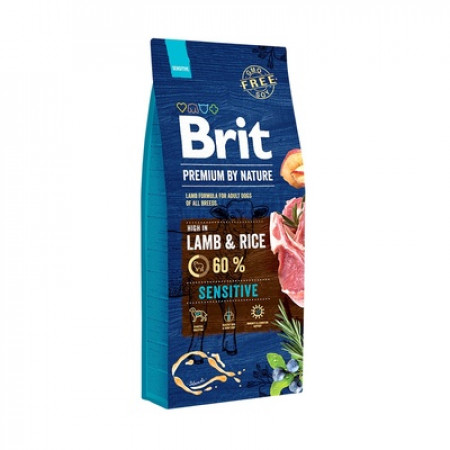 SENSITIVE
GMO
FREE
SOY
Brit
PREMIUM BY NATURE
LAMB FORMULA FOR ADULT DOGS
OF ALL BREEDS.
HIGH IN
LAMB & RICE
60 %
SENSITIVE